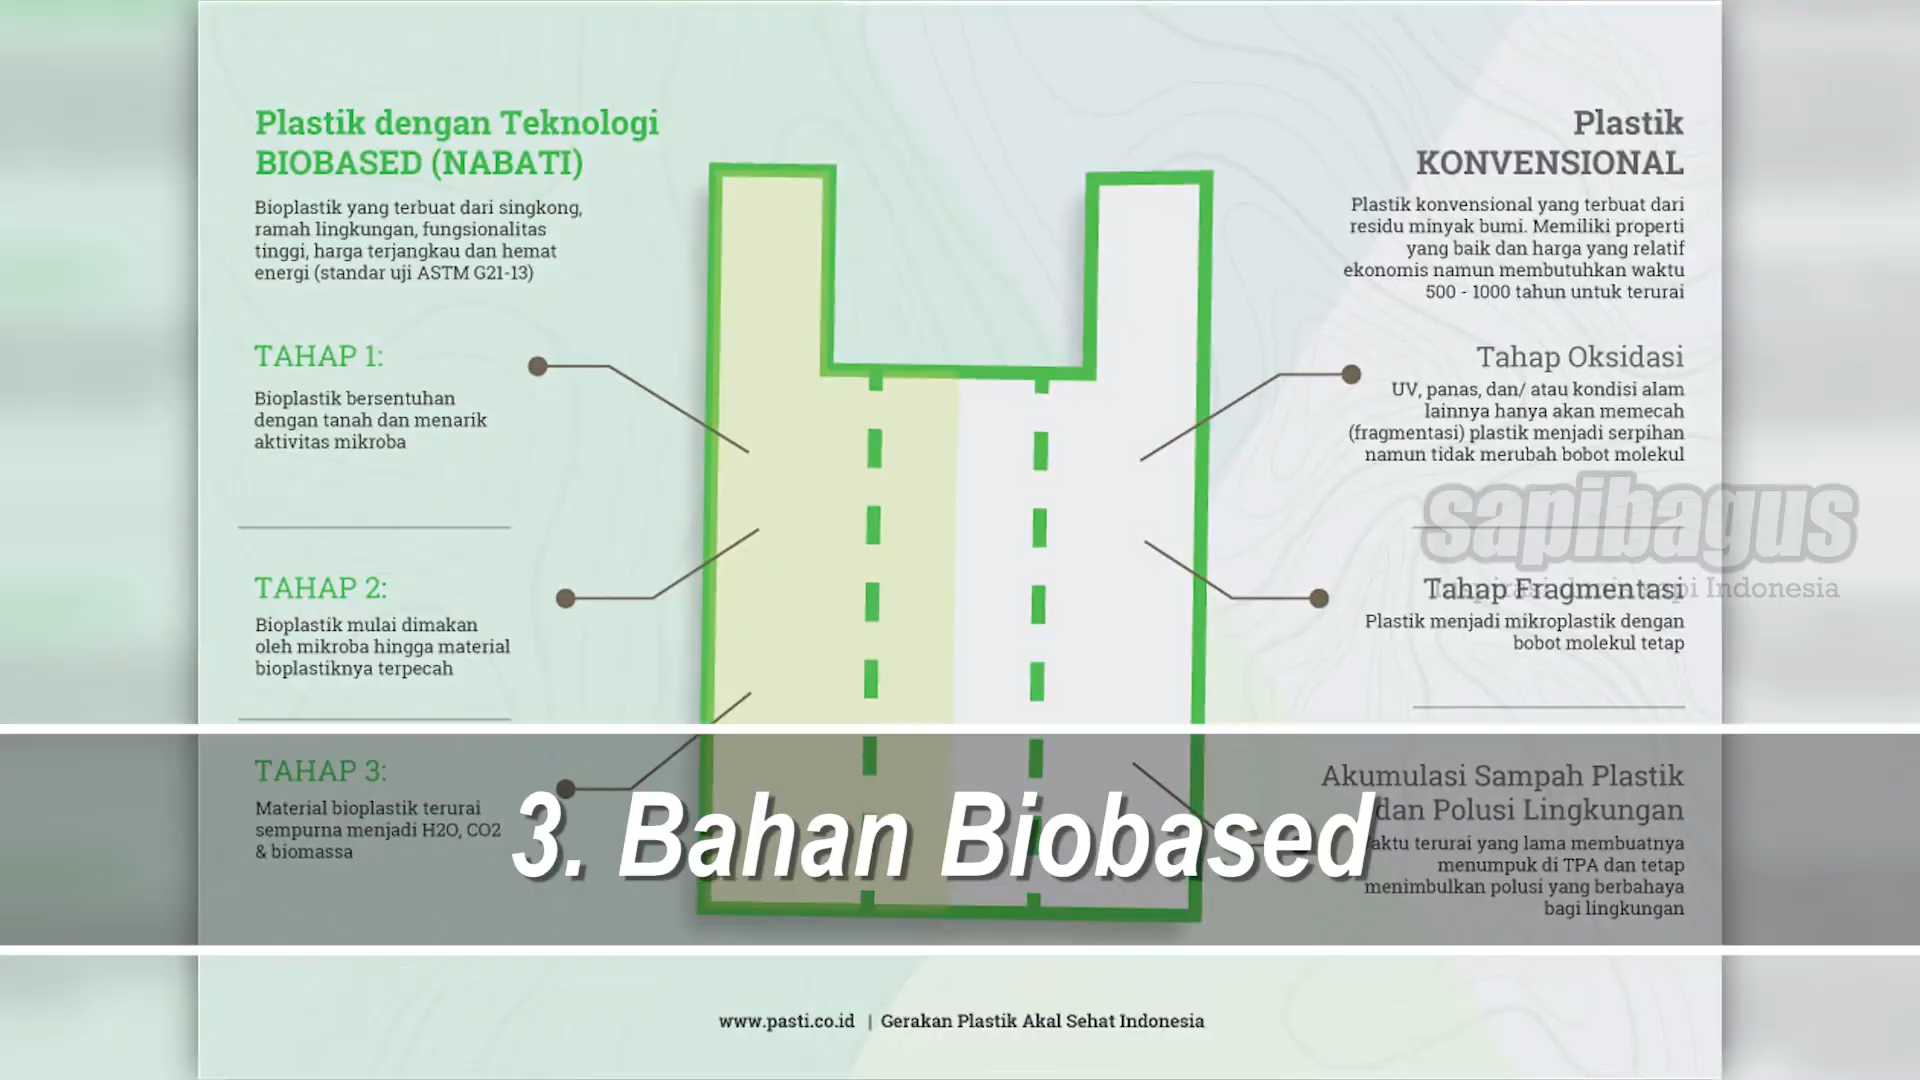 Plastik dengan Teknologi
BIOBASED (NABATI)
Bioplastik yang terbuat dari singkong,
ramah lingkungan, fungsionalitas
tinggi, harga terjangkau dan hemat
energi (standar uji ASTM G21-13)
TAHAP 1:
Bioplastik bersentuhan
dengan tanah dan menarik
aktivitas mikroba
TAHAP 2:
Bioplastik mulai dimakan
oleh mikroba hingga material
bioplastiknya terpecah
TAHAP 3:
Material bioplastik terurai
sempurna menjadi H2O, CO2
& biomassa
Plastik
KONVENSIONAL
Plastik konvensional yang terbuat dari
residu minyak bumi. Memiliki properti
yang baik dan harga yang relatif
ekonomis namun membutuhkan waktu
500 - 1000 tahun untuk terurai
Tahap Oksidasi
UV, panas, dan/ atau kondisi alam
lainnya hanya akan memecah
(fragmentasi) plastik menjadi serpihan
namun tidak merubah bobot molekul
sapibagus
Tahap Fragmentasi
Indonesia
Plastik menjadi mikroplastik dengan
bobot molekul tetap
Akumulasi Sampah Plastik
dan Polusi Lingkungan
terurai yang lama membuatnya
menumpuk di TPA dan tetap
menimbulkan polusi yang berbahaya
bagi lingkungan
3. Bahan Biobased
www.pasti.co.id | Gerakan Plastik Akal Sehat Indonesia